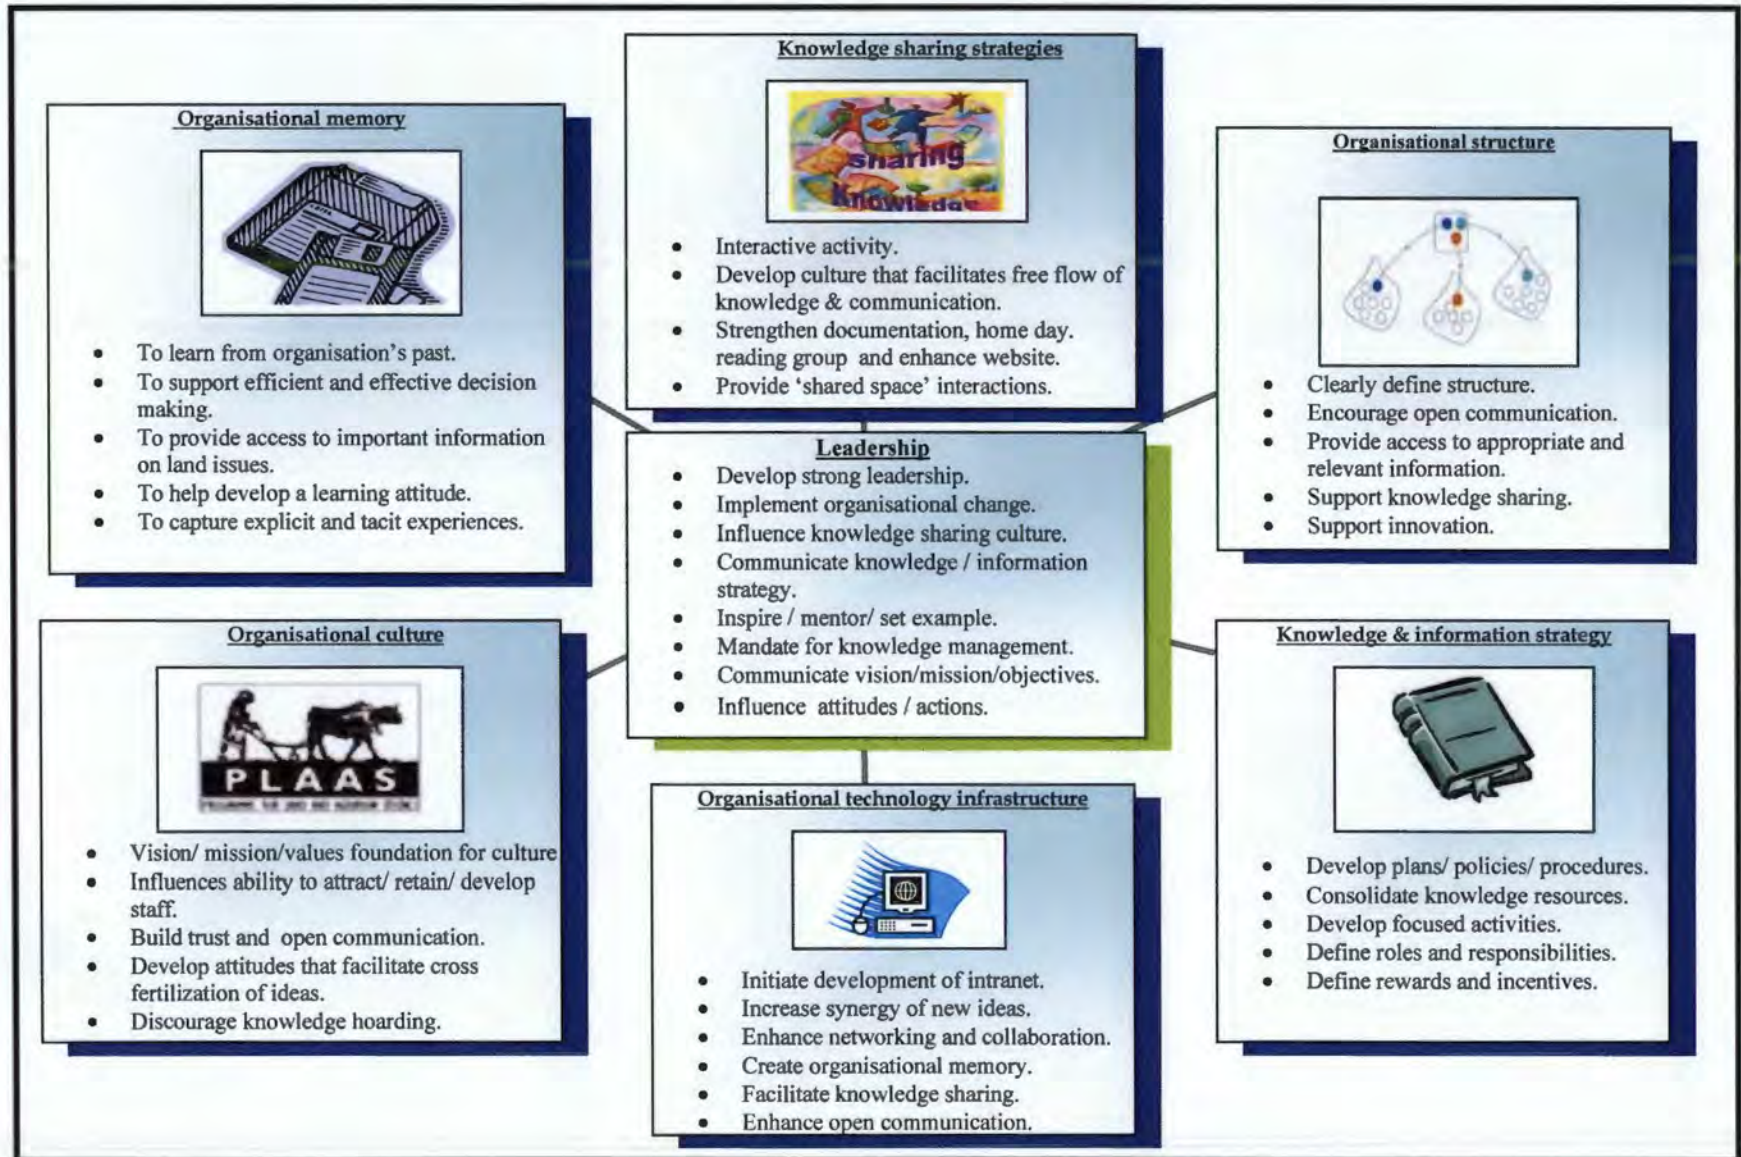 Knowledge sharing strategies
sharing
knowledge
• Interactive activity.
• Develop culture that facilitates free flow of
knowledge & communication.
• Strengthen documentation, home day.
reading group and enhance website.
• Provide ‘shared space’ interactions.
Organisational memory
• To learn from organisation’s past.
• To support efficient and effective decision
making.
• To provide access to important information
on land issues.
• To help develop a learning attitude.
• To capture explicit and tacit experiences.
Organisational structure
• Clearly define structure.
• Encourage open communication.
• Provide access to appropriate and
relevant information.
• Support knowledge sharing.
• Support innovation.
Leadership
• Develop strong leadership.
• Implement organisational change.
• Influence knowledge sharing culture.
• Communicate knowledge / information
strategy.
• Inspire / mentor/ set example.
• Mandate for knowledge management.
• Communicate vision/mission/objectives.
• Influence attitudes / actions.
Organisational culture
PLAAS
• Vision/ mission/values foundation for culture
• Influences ability to attract/ retain/ develop
staff.
• Build trust and open communication.
• Develop attitudes that facilitate cross
fertilization of ideas.
• Discourage knowledge hoarding.
Organisational technology infrastructure
• Initiate development of intranet.
• Increase synergy of new ideas.
• Enhance networking and collaboration.
• Create organisational memory.
• Facilitate knowledge sharing.
• Enhance open communication.
Knowledge & information strategy
• Develop plans/ policies/ procedures.
• Consolidate knowledge resources.
• Develop focused activities.
• Define roles and responsibilities.
• Define rewards and incentives.